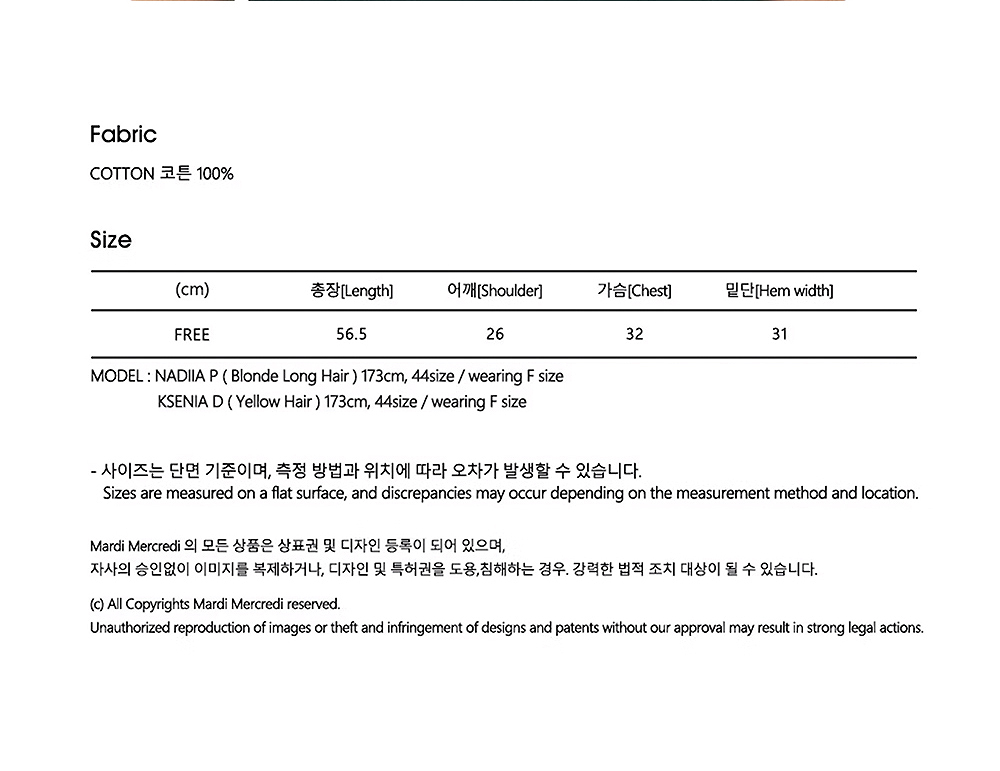 Fabric
COTTON 코튼 100%
Size
(cm) 총장[Length] 어깨[Shoulder] 가슴[Chest] 밑단[Hem width]
FREE 56.5 26 32 31
MODEL : NADIIA P ( Blonde Long Hair ) 173cm, 44size / wearing F size
KSENIA D ( Yellow Hair ) 173cm, 44size / wearing F size
- 사이즈는 단면 기준이며, 측정 방법과 위치에 따라 오차가 발생할 수 있습니다.
Sizes are measured on a flat surface, and discrepancies may occur depending on the measurement method and location.
Mardi Mercredi 의 모든 상품은 상표권 및 디자인 등록이 되어 있으며,
자사의 승인없이 이미지를 복제하거나, 디자인 및 특허권을 도용,침해하는 경우. 강력한 법적 조치 대상이 될 수 있습니다.
(c) All Copyrights Mardi Mercredi reserved.
Unauthorized reproduction of images or theft and infringement of designs and patents without our approval may result in strong legal actions.